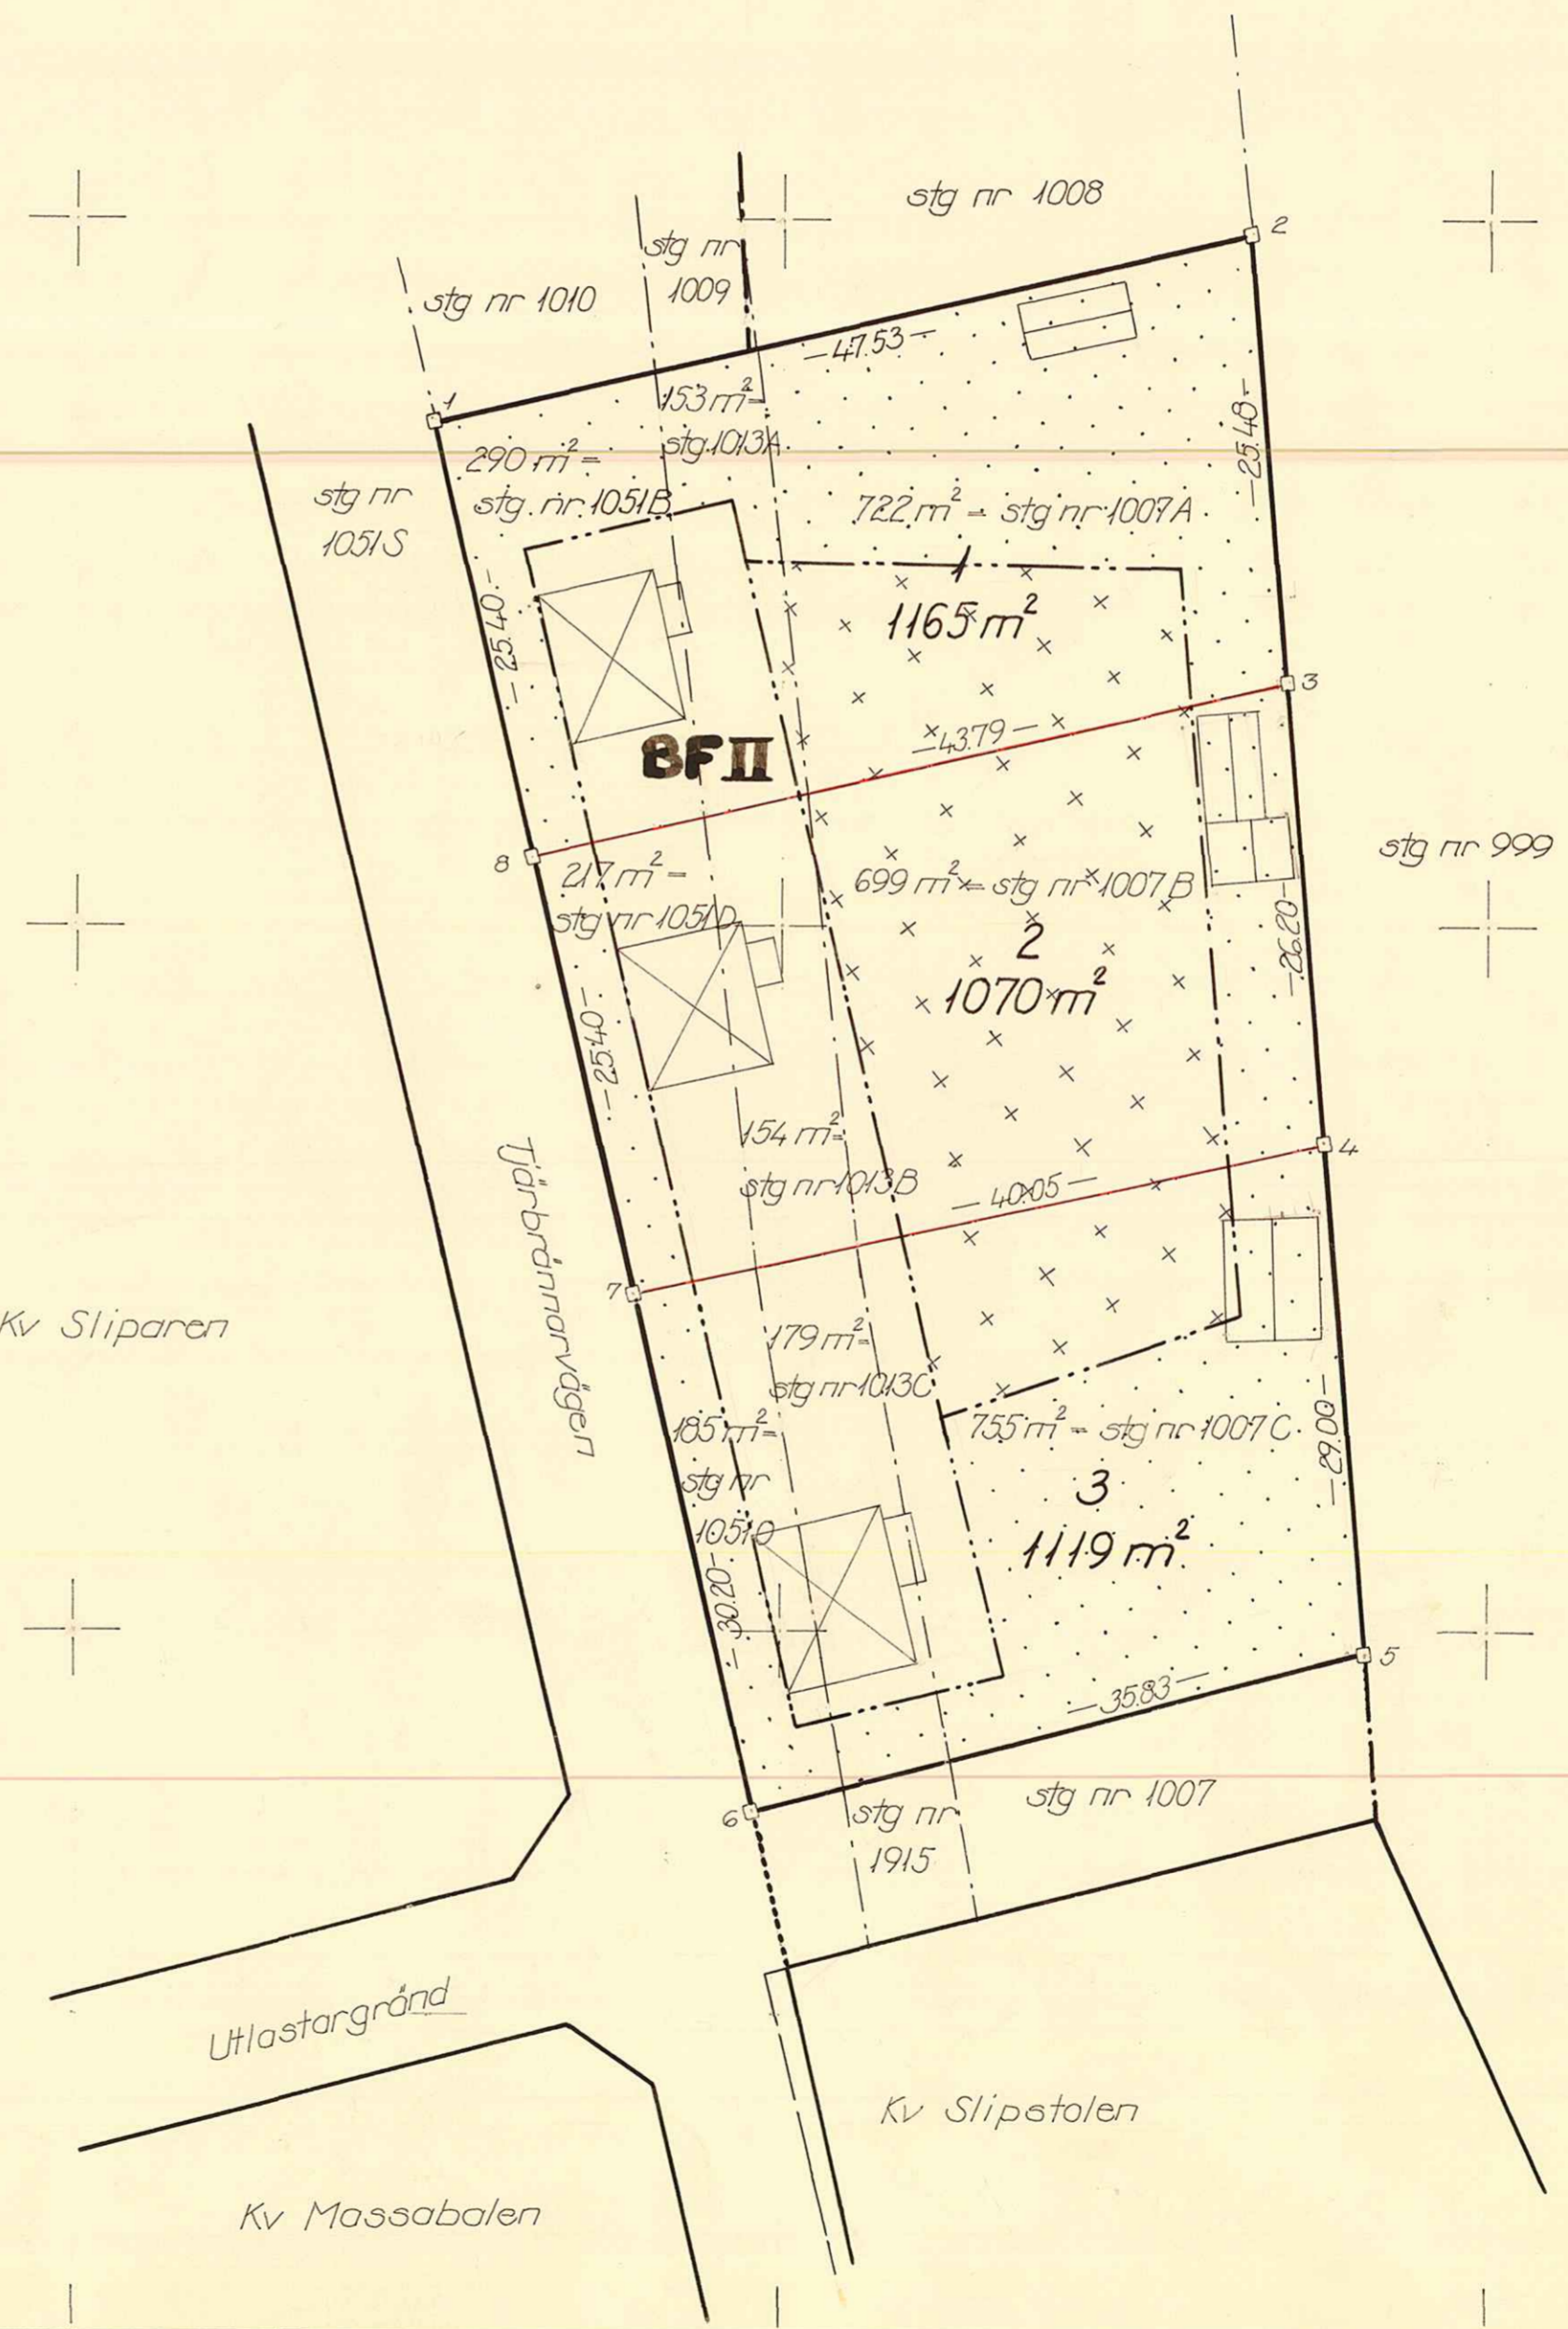 stg nr 1008
2
stg nr
1009
stg nr 1010
1
—47.53—
153 m²=
stg.1013A
290 m²=
stg. nr. 1051B
stg nr
1051S
—25.48—
722 m² = stg nr 1007A
1
1165 m²
—25.40—
3
—43.79—
BF II
8
217 m²=
stg nr 1051D
699 m² = stg nr 1007B
2
1070 m²
stg nr 999
—26.20—
—25.40—
154 m²=
stg nr 1013B
4
—40.05—
7
Tjärbrännarvägen
Kv Sliparen
179 m²=
stg nr 1013C
185 m²=
stg nr
755 m² = stg nr 1007C
3
1119 m²
—29.00—
—30.20—
5
—35.83—
6
stg nr
1915
stg nr 1007
Utlastargränd
Kv Slipstolen
Kv Massabalen